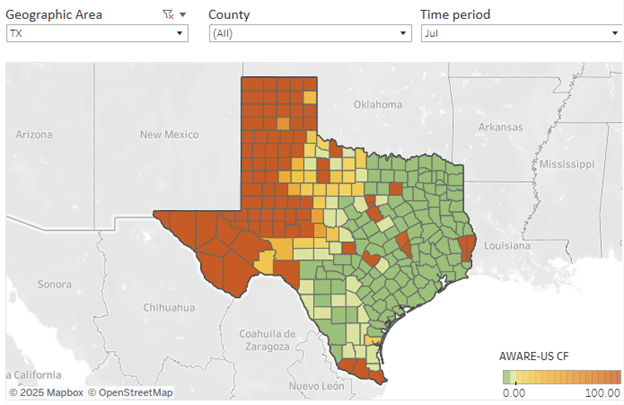 Geographic Area
County
Time period
TX
(All)
Jul
Oklahoma
Arizona
New Mexico
Arkansas
Mississippi
Louisiana
Sonora
Chihuahua
Coahuila de
Zaragoza
a California
Sur
Nuevo León
AWARE-US CF
0.00
100.00
© 2025 Mapbox © OpenStreetMap